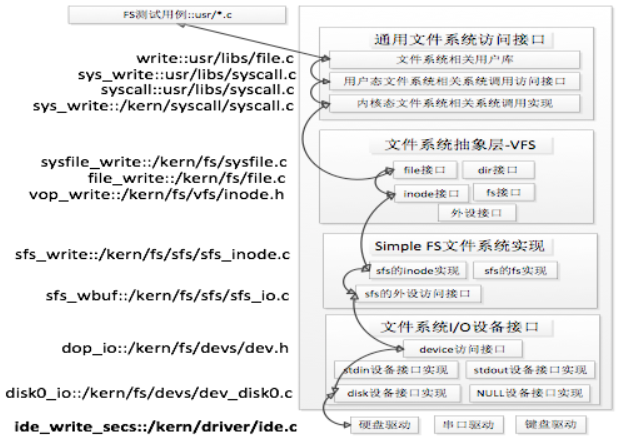 FS测试用例::usr/*.c
通用文件系统访问接口
write::usr/libs/file.c
文件系统相关用户库
sys_write::usr/libs/syscall.c
用户态文件系统相关系统调用访问接口
syscall::usr/libs/syscall.c
sys_write::/kern/syscall/syscall.c
内核态文件系统相关系统调用实现
文件系统抽象层-VFS
sysfile_write::/kern/fs/sysfile.c
file接口
dir接口
file_write::/kern/fs/file.c
vop_write::/kern/fs/vfs/inode.h
inode接口
fs接口
外设接口
Simple FS文件系统实现
sfs_write::/kern/fs/sfs/sfs_inode.c
sfs的inode实现
sfs的fs实现
sfs_wbuf::/kern/fs/sfs/sfs_io.c
sfs的外设访问接口
文件系统I/O设备接口
dop_io::/kern/fs/devs/dev.h
device访问接口
stdin设备接口实现
stdout设备接口实现
disk0_io::/kern/fs/devs/dev_disk0.c
disk设备接口实现
NULL设备接口实现
ide_write_secs::/kern/driver/ide.c
硬盘驱动
串口驱动
键盘驱动